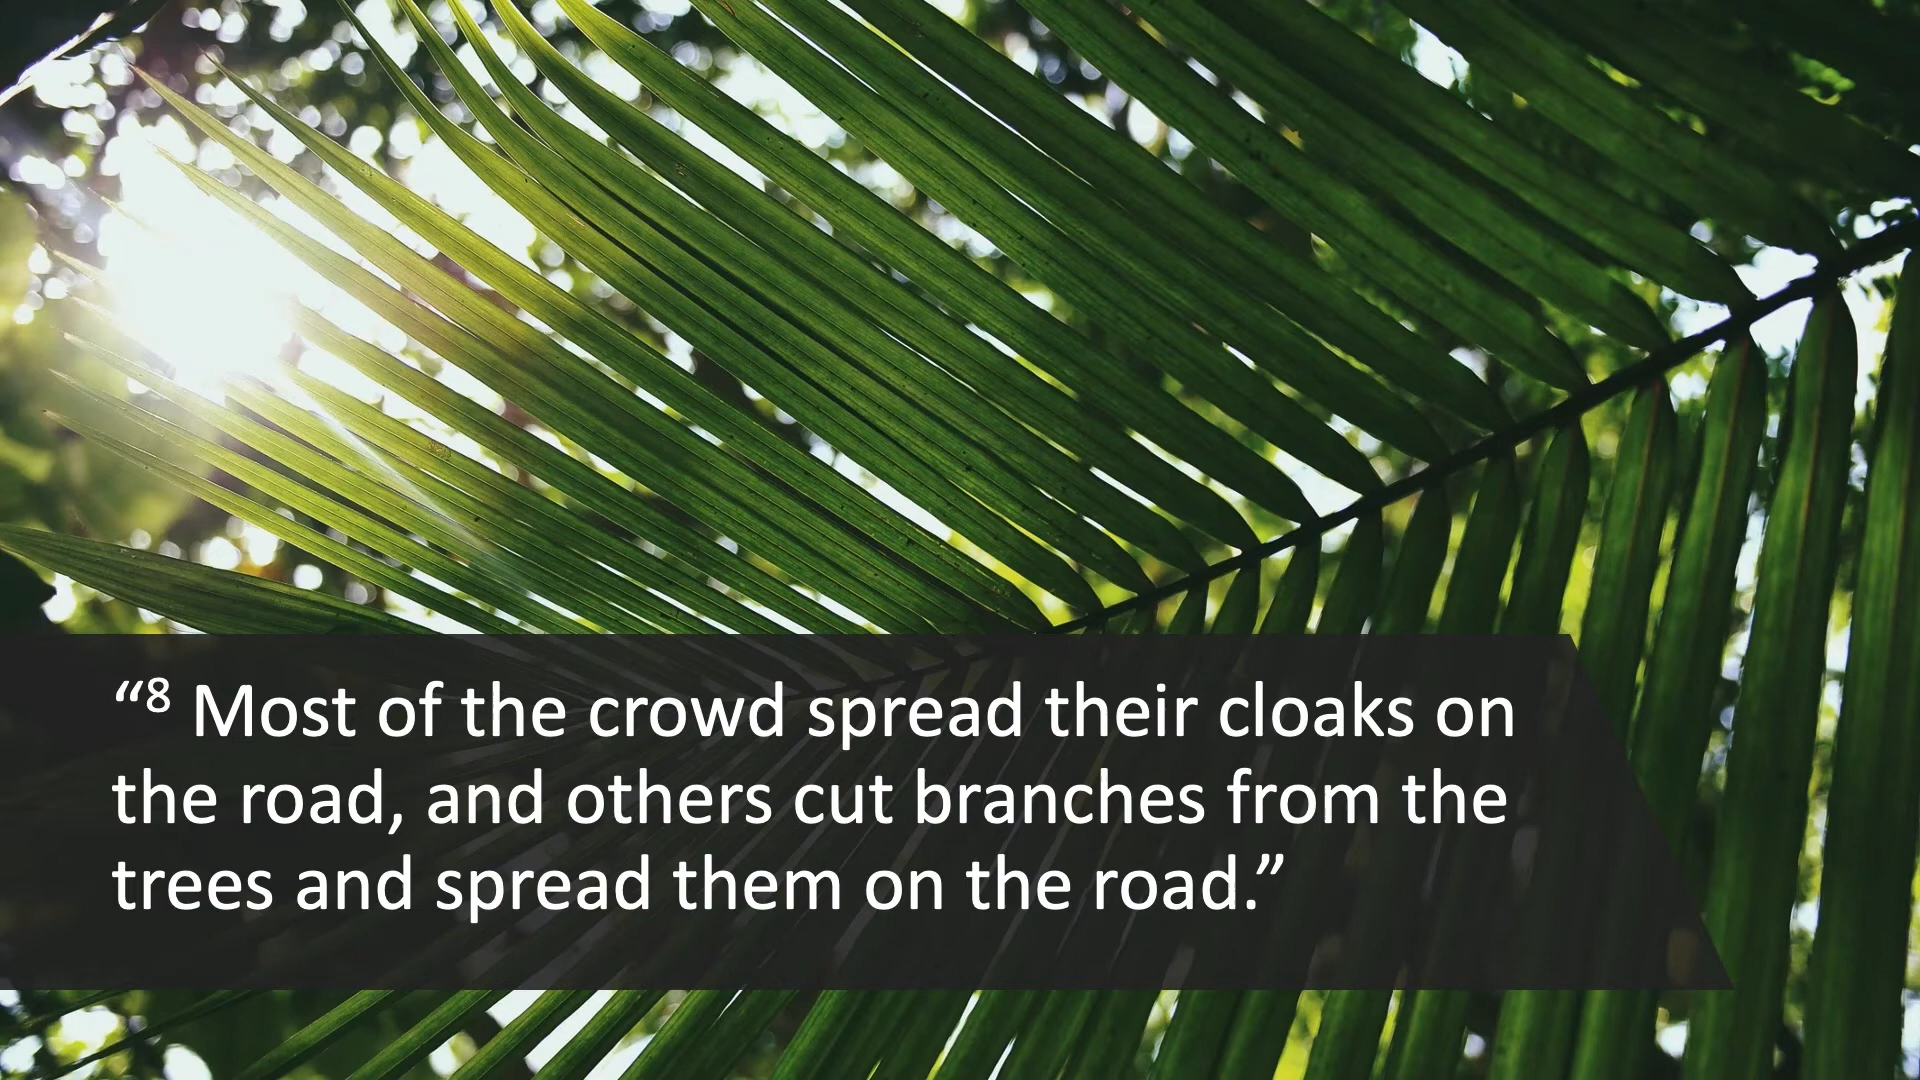 “⁸ Most of the crowd spread their cloaks on
the road, and others cut branches from the
trees and spread them on the road.”